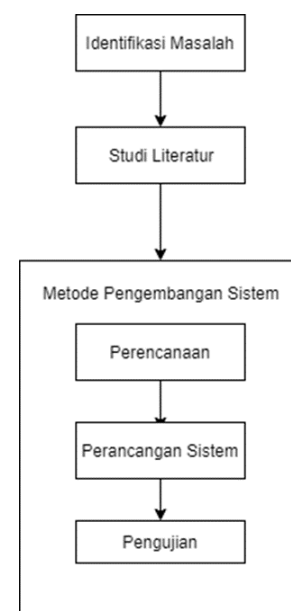 Identifikasi Masalah
Studi Literatur
Metode Pengembangan Sistem
Perencanaan
Perancangan Sistem
Pengujian